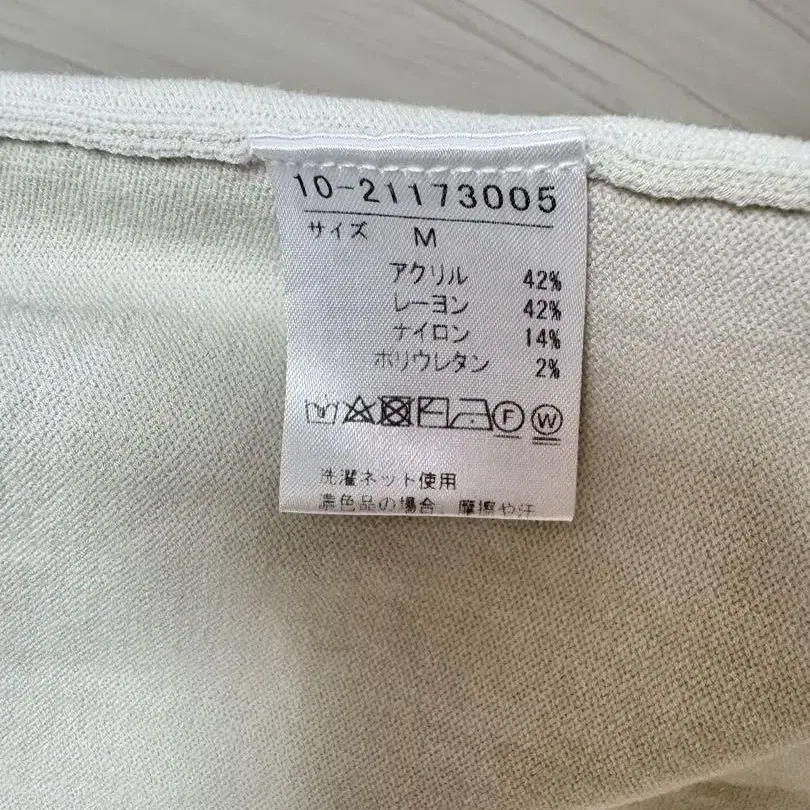 10-21173005
サイズ M
アクリル 42%
レーヨン 42%
ナイロン 14%
ポリウレタン 2%
F W
洗濯ネット使用
濃色品の場合、摩擦や汗